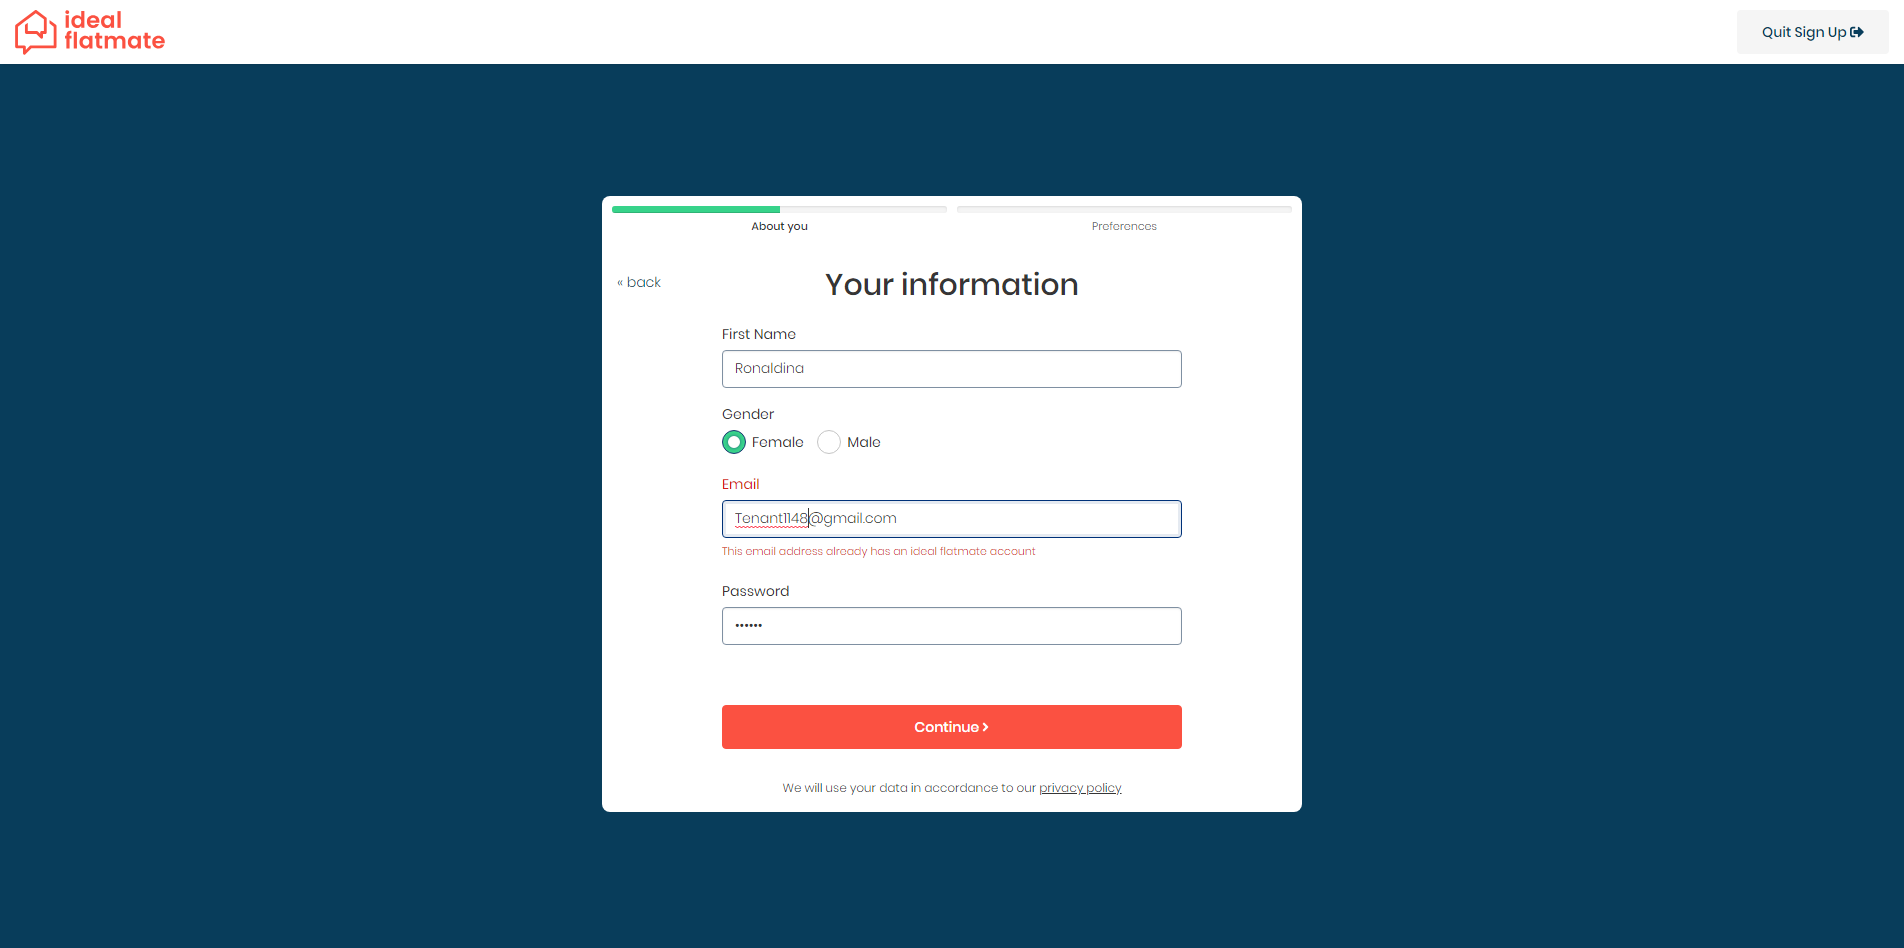 ideal
flatmate
Quit Sign Up
About you
Preferences
« back
Your information
First Name
Ronaldina
Gender
Female
Male
Email
Tenant1148@gmail.com
This email address already has an ideal flatmate account
Password
••••••
Continue
We will use your data in accordance to our privacy policy